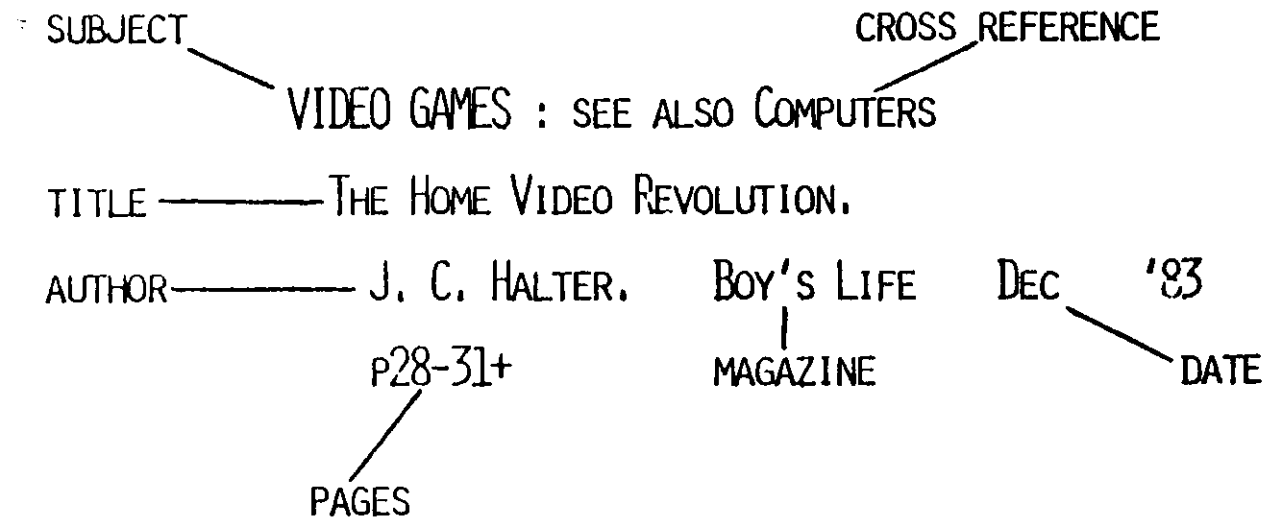 SUBJECT CROSS REFERENCE
VIDEO GAMES : SEE ALSO COMPUTERS
TITLE THE HOME VIDEO REVOLUTION.
AUTHOR J. C. HALTER. BOY'S LIFE DEC '83
p28-31+ MAGAZINE DATE
PAGES